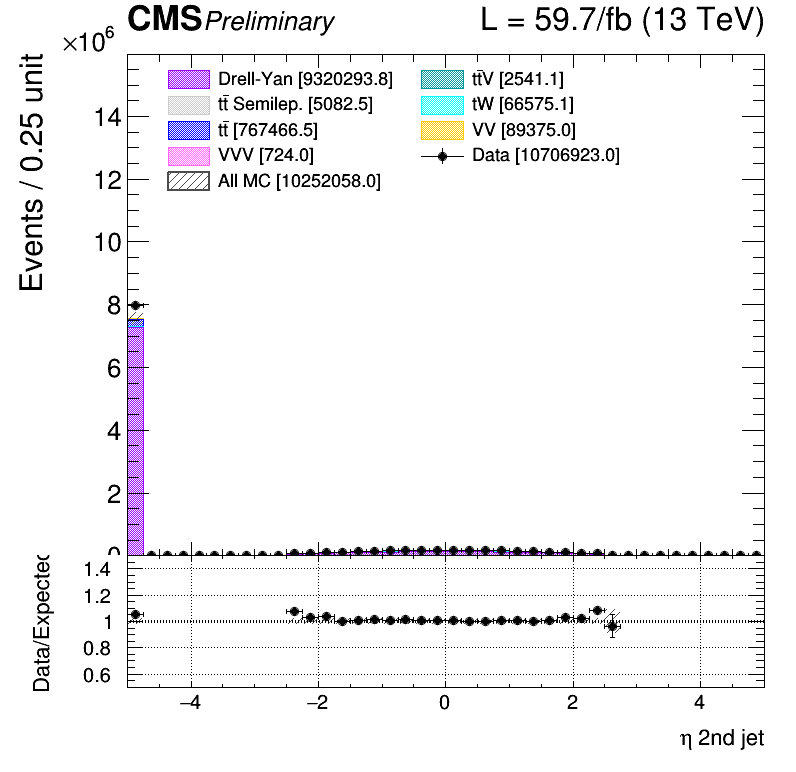 CMS Preliminary L = 59.7/fb (13 TeV)
×10⁶
Events / 0.25 unit
Drell-Yan [9320293.8]
tt̄ Semilep. [5082.5]
tt̄ [767466.5]
VVV [724.0]
All MC [10252058.0]
tt̄V [2541.1]
tW [66575.1]
VV [89375.0]
Data [10706923.0]
14
12
10
8
6
4
2
0
Data/Expected
1.4
1.2
1
0.8
0.6
−4 −2 0 2 4
η 2nd jet